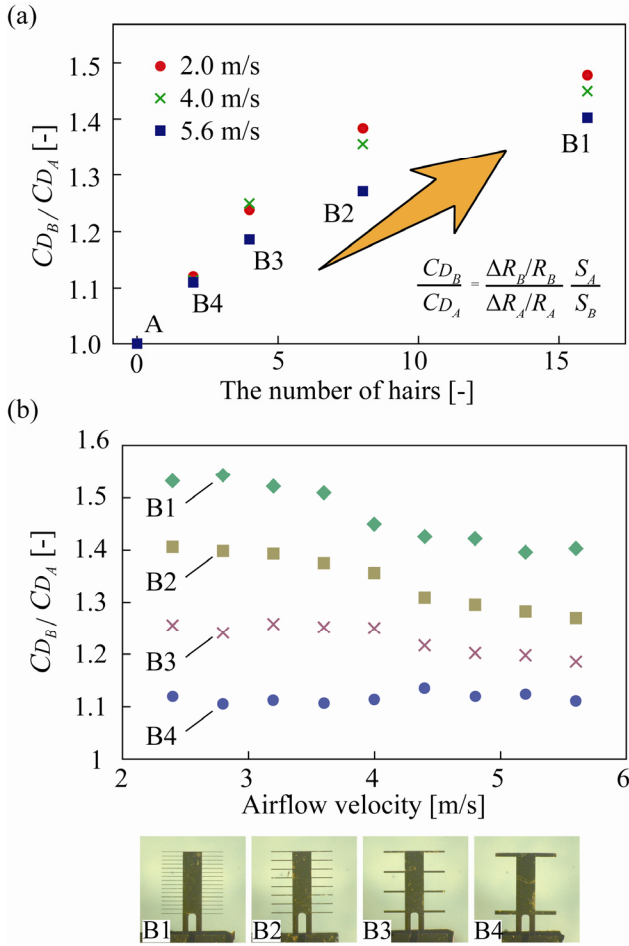 (a)
CD_B / CD_A [-]
1.5
1.4
1.3
1.2
1.1
1.0
2.0 m/s
4.0 m/s
5.6 m/s
B1
B2
B3
B4
A
CD_B / CD_A = ΔR_B/R_B / ΔR_A/R_A S_A / S_B
0 5 10 15
The number of hairs [-]
(b)
CD_B / CD_A [-]
1.6
1.5
1.4
1.3
1.2
1.1
1
B1
B2
B3
B4
2 3 4 5 6
Airflow velocity [m/s]
B1 B2 B3 B4